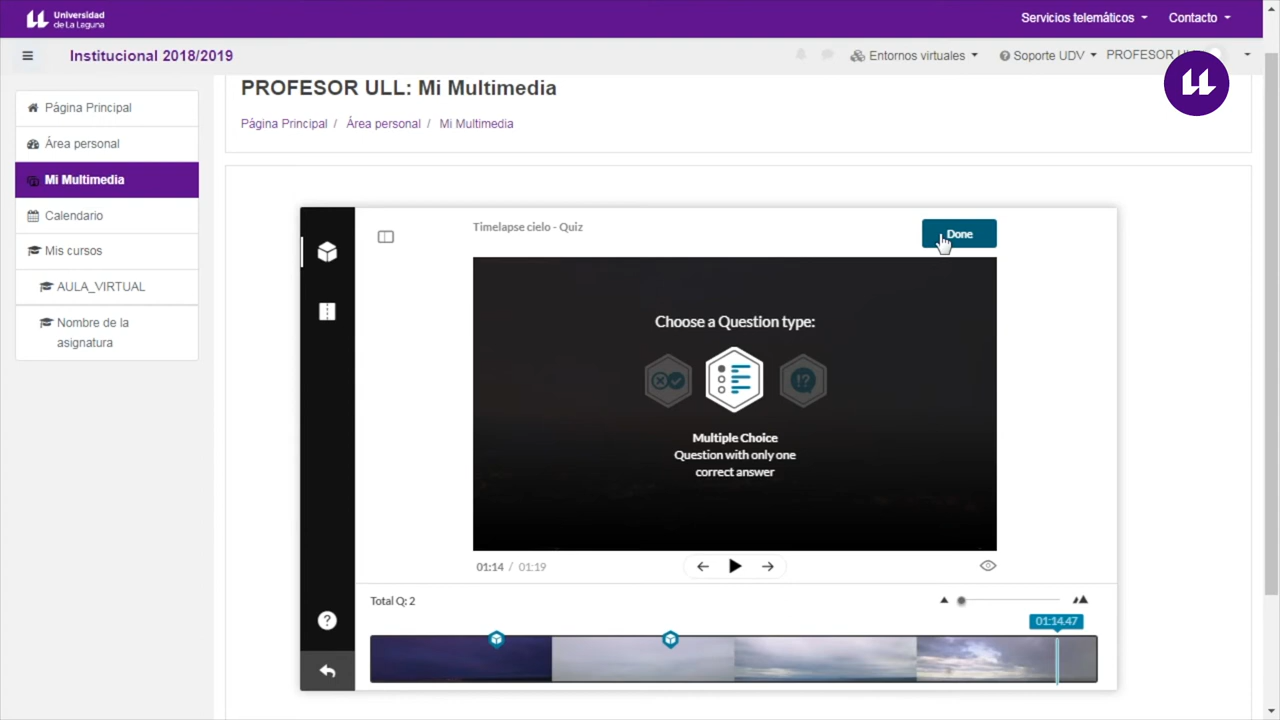 Universidad
de La Laguna
Servicios telemáticos
Contacto
Institucional 2018/2019
Entornos virtuales
Soporte UDV
PROFESOR
PROFESOR ULL: Mi Multimedia
Página Principal / Área personal / Mi Multimedia
Página Principal
Área personal
Mi Multimedia
Calendario
Mis cursos
AULA_VIRTUAL
Nombre de la
asignatura
Timelapse cielo - Quiz
Done
Choose a Question type:
Multiple Choice
Question with only one
correct answer
01:14 / 01:19
Total Q: 2
01:14.47